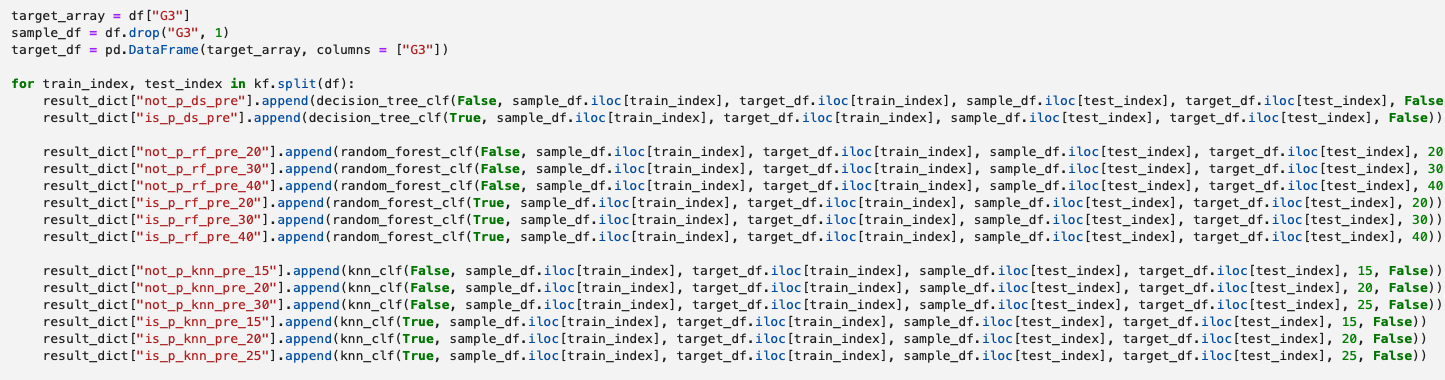 target_array = df["G3"]
sample_df = df.drop("G3", 1)
target_df = pd.DataFrame(target_array, columns = ["G3"])
for train_index, test_index in kf.split(df):
    result_dict["not_p_ds_pre"].append(decision_tree_clf(False, sample_df.iloc[train_index], target_df.iloc[train_index], sample_df.iloc[test_index], target_df.iloc[test_index], False
    result_dict["is_p_ds_pre"].append(decision_tree_clf(True, sample_df.iloc[train_index], target_df.iloc[train_index], sample_df.iloc[test_index], target_df.iloc[test_index], False))
    result_dict["not_p_rf_pre_20"].append(random_forest_clf(False, sample_df.iloc[train_index], target_df.iloc[train_index], sample_df.iloc[test_index], target_df.iloc[test_index], 20
    result_dict["not_p_rf_pre_30"].append(random_forest_clf(False, sample_df.iloc[train_index], target_df.iloc[train_index], sample_df.iloc[test_index], target_df.iloc[test_index], 30
    result_dict["not_p_rf_pre_40"].append(random_forest_clf(False, sample_df.iloc[train_index], target_df.iloc[train_index], sample_df.iloc[test_index], target_df.iloc[test_index], 40
    result_dict["is_p_rf_pre_20"].append(random_forest_clf(True, sample_df.iloc[train_index], target_df.iloc[train_index], sample_df.iloc[test_index], target_df.iloc[test_index], 20))
    result_dict["is_p_rf_pre_30"].append(random_forest_clf(True, sample_df.iloc[train_index], target_df.iloc[train_index], sample_df.iloc[test_index], target_df.iloc[test_index], 30))
    result_dict["is_p_rf_pre_40"].append(random_forest_clf(True, sample_df.iloc[train_index], target_df.iloc[train_index], sample_df.iloc[test_index], target_df.iloc[test_index], 40))
    result_dict["not_p_knn_pre_15"].append(knn_clf(False, sample_df.iloc[train_index], target_df.iloc[train_index], sample_df.iloc[test_index], target_df.iloc[test_index], 15, False))
    result_dict["not_p_knn_pre_20"].append(knn_clf(False, sample_df.iloc[train_index], target_df.iloc[train_index], sample_df.iloc[test_index], target_df.iloc[test_index], 20, False))
    result_dict["not_p_knn_pre_30"].append(knn_clf(False, sample_df.iloc[train_index], target_df.iloc[train_index], sample_df.iloc[test_index], target_df.iloc[test_index], 25, False))
    result_dict["is_p_knn_pre_15"].append(knn_clf(True, sample_df.iloc[train_index], target_df.iloc[train_index], sample_df.iloc[test_index], target_df.iloc[test_index], 15, False))
    result_dict["is_p_knn_pre_20"].append(knn_clf(True, sample_df.iloc[train_index], target_df.iloc[train_index], sample_df.iloc[test_index], target_df.iloc[test_index], 20, False))
    result_dict["is_p_knn_pre_25"].append(knn_clf(True, sample_df.iloc[train_index], target_df.iloc[train_index], sample_df.iloc[test_index], target_df.iloc[test_index], 25, False))